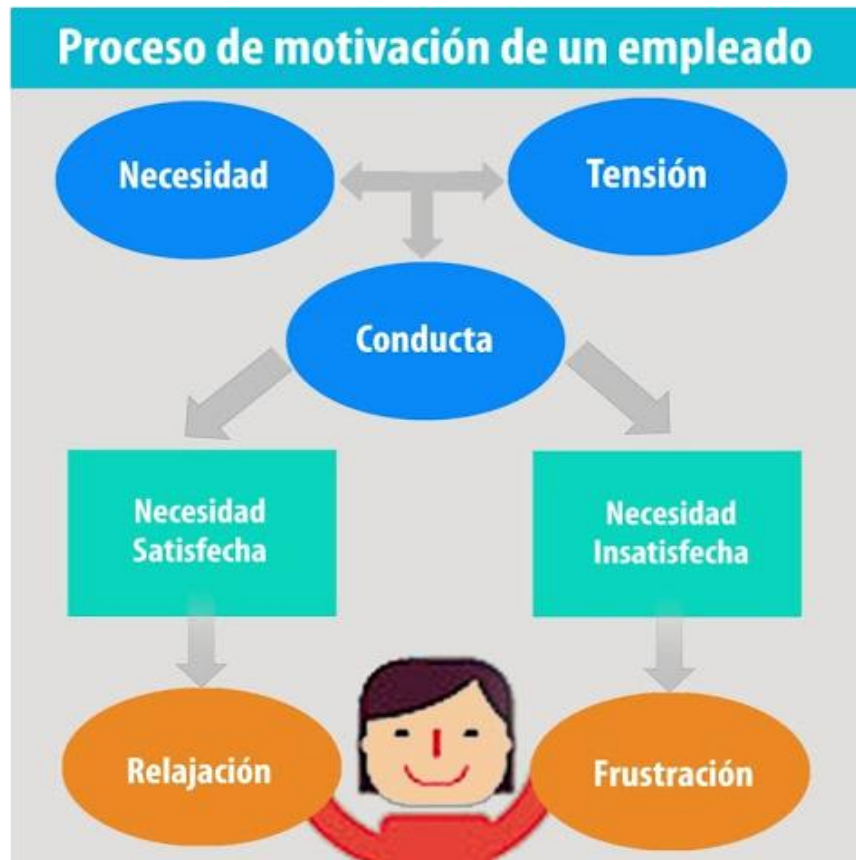 Proceso de motivación de un empleado
Necesidad
Tensión
Conducta
Necesidad
Satisfecha
Necesidad
Insatisfecha
Relajación
Frustración